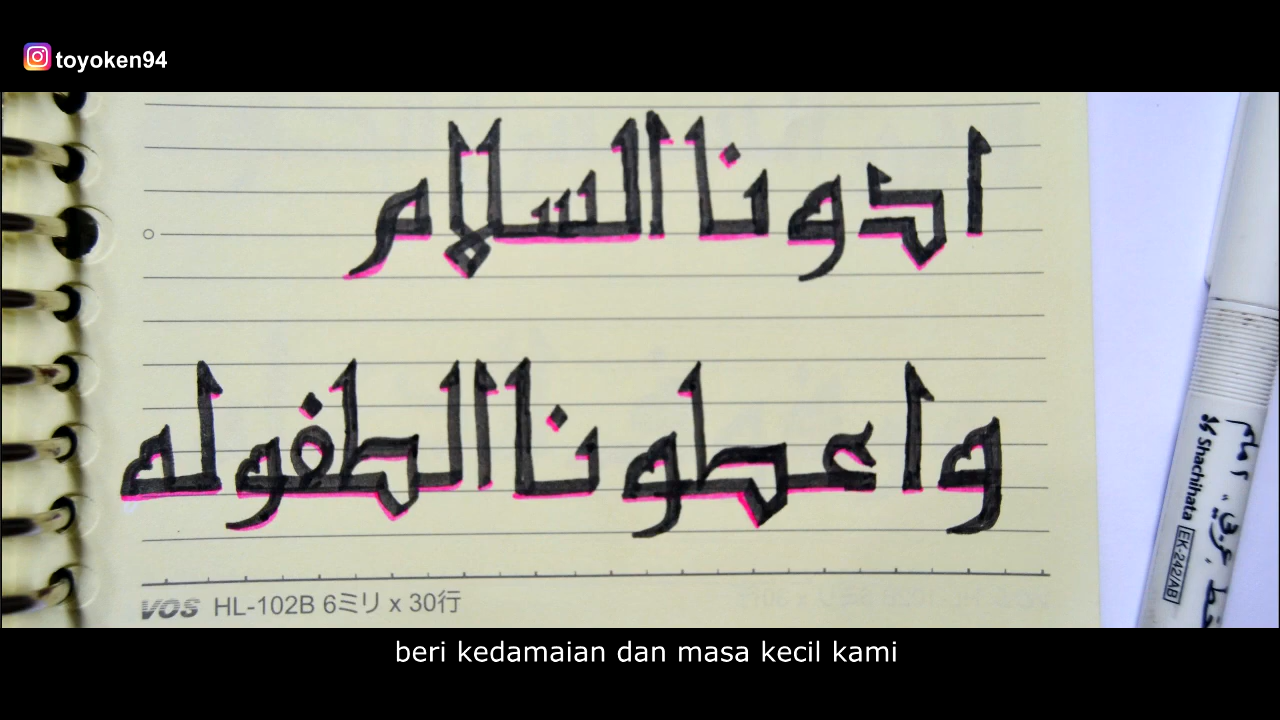 toyoken94
ادونا السلام
واعطونا الطفوله
vos HL-102B 6ミリ x 30行
Shachihata EK-242/AB
beri kedamaian dan masa kecil kami